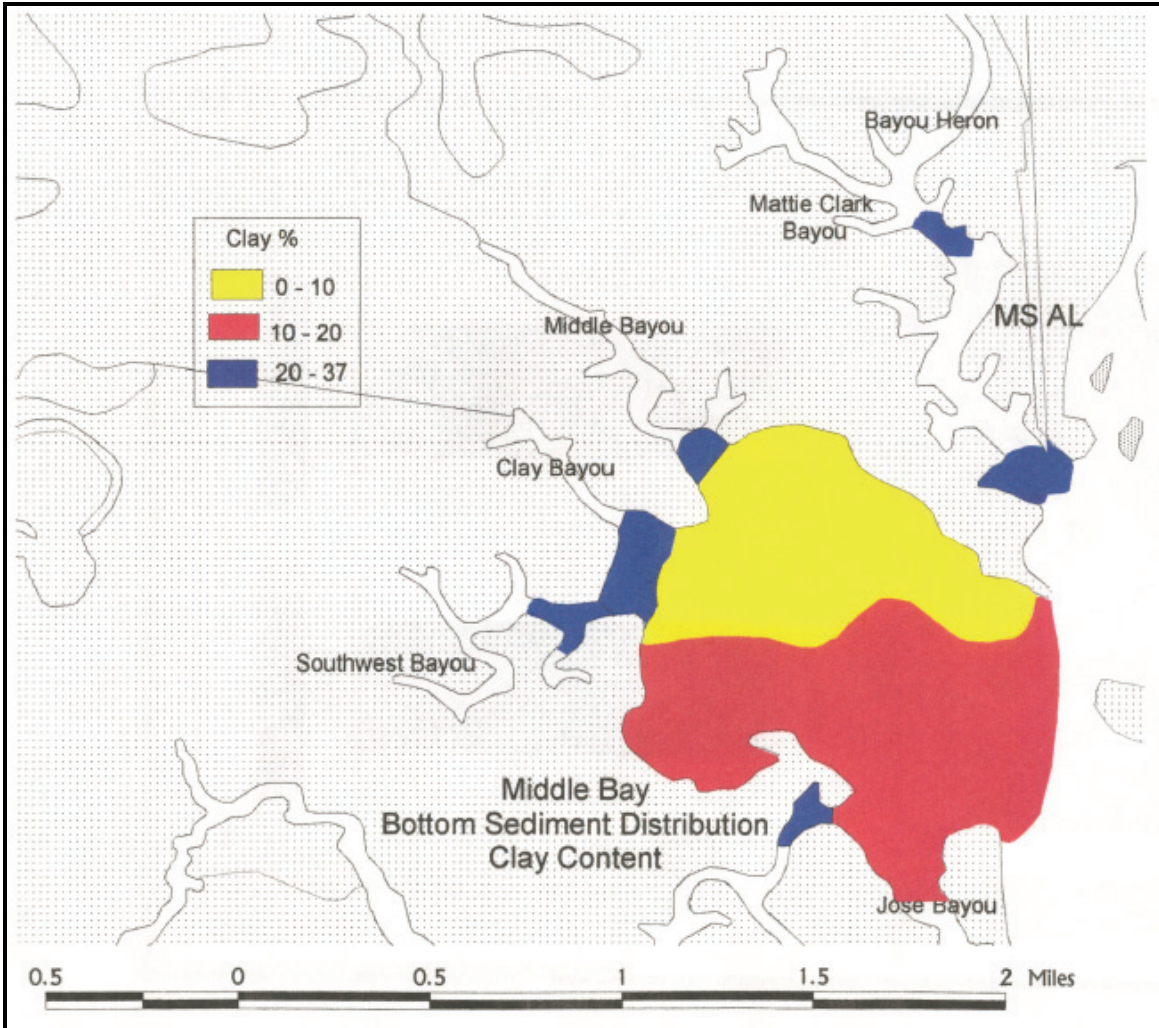 Bayou Heron
Mattie Clark
Bayou
Clay %
0 - 10
10 - 20
20 - 37
MS AL
Middle Bayou
Clay Bayou
Southwest Bayou
Middle Bay
Bottom Sediment Distribution
Clay Content
Jose Bayou
0.5 0 0.5 1 1.5 2 Miles